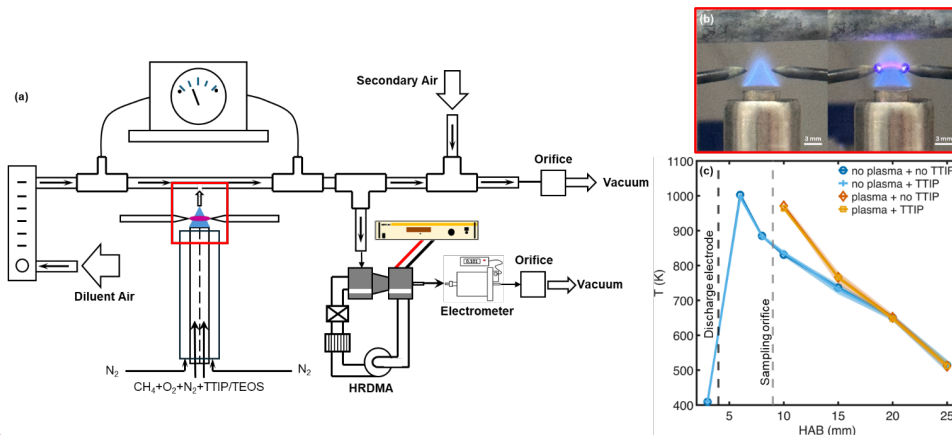 (a)
Secondary Air
Orifice
Vacuum
Diluent Air
Orifice
Vacuum
Electrometer
HRDMA
N₂
N₂
CH₄+O₂+N₂+TTIP/TEOS
(b)
3 mm
3 mm
(c)
no plasma + no TTIP
no plasma + TTIP
plasma + no TTIP
plasma + TTIP
Discharge electrode
Sampling orifice
T (K)
1100
1000
900
800
700
600
500
400
5
10
15
20
25
HAB (mm)